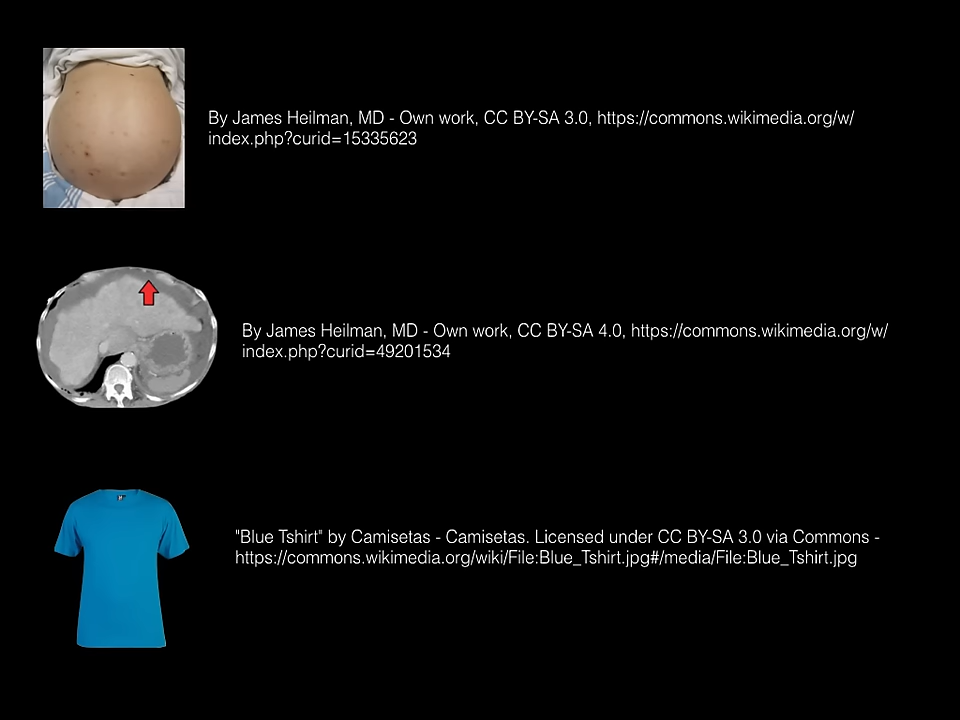 By James Heilman, MD - Own work, CC BY-SA 3.0, https://commons.wikimedia.org/w/
index.php?curid=15335623
By James Heilman, MD - Own work, CC BY-SA 4.0, https://commons.wikimedia.org/w/
index.php?curid=49201534
"Blue Tshirt" by Camisetas - Camisetas. Licensed under CC BY-SA 3.0 via Commons -
https://commons.wikimedia.org/wiki/File:Blue_Tshirt.jpg#/media/File:Blue_Tshirt.jpg